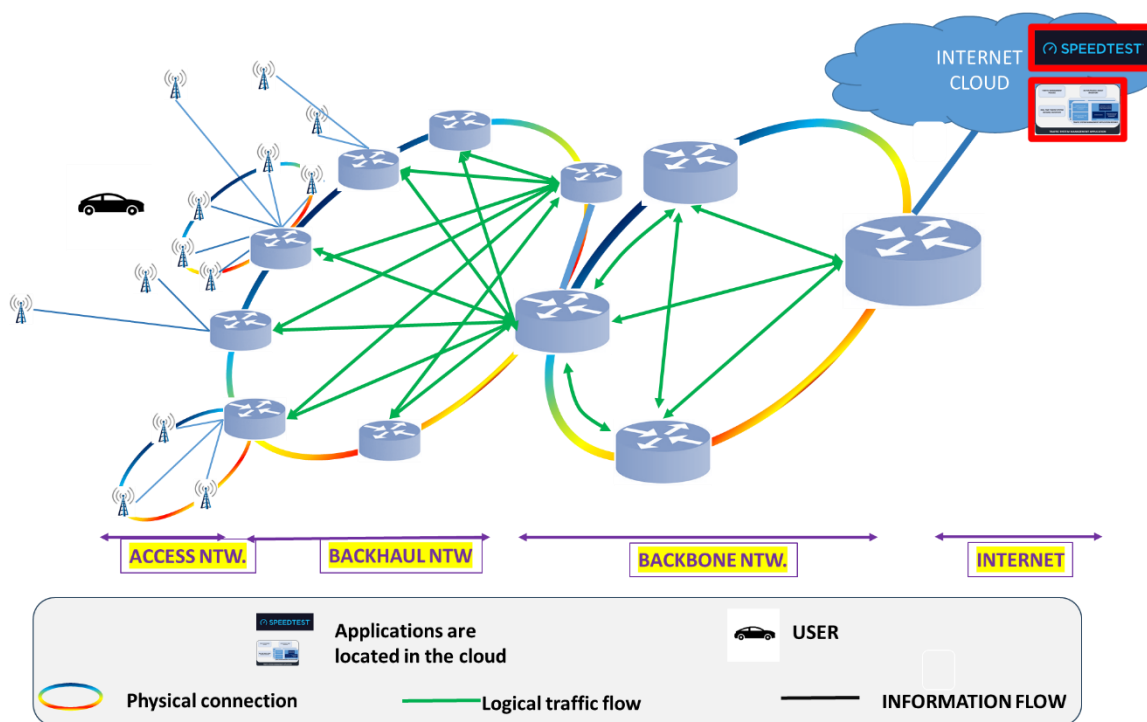 INTERNET
CLOUD
SPEEDTEST
ACCESS NTW.
BACKHAUL NTW
BACKBONE NTW.
INTERNET
SPEEDTEST
Applications are
located in the cloud
USER
Physical connection
Logical traffic flow
INFORMATION FLOW